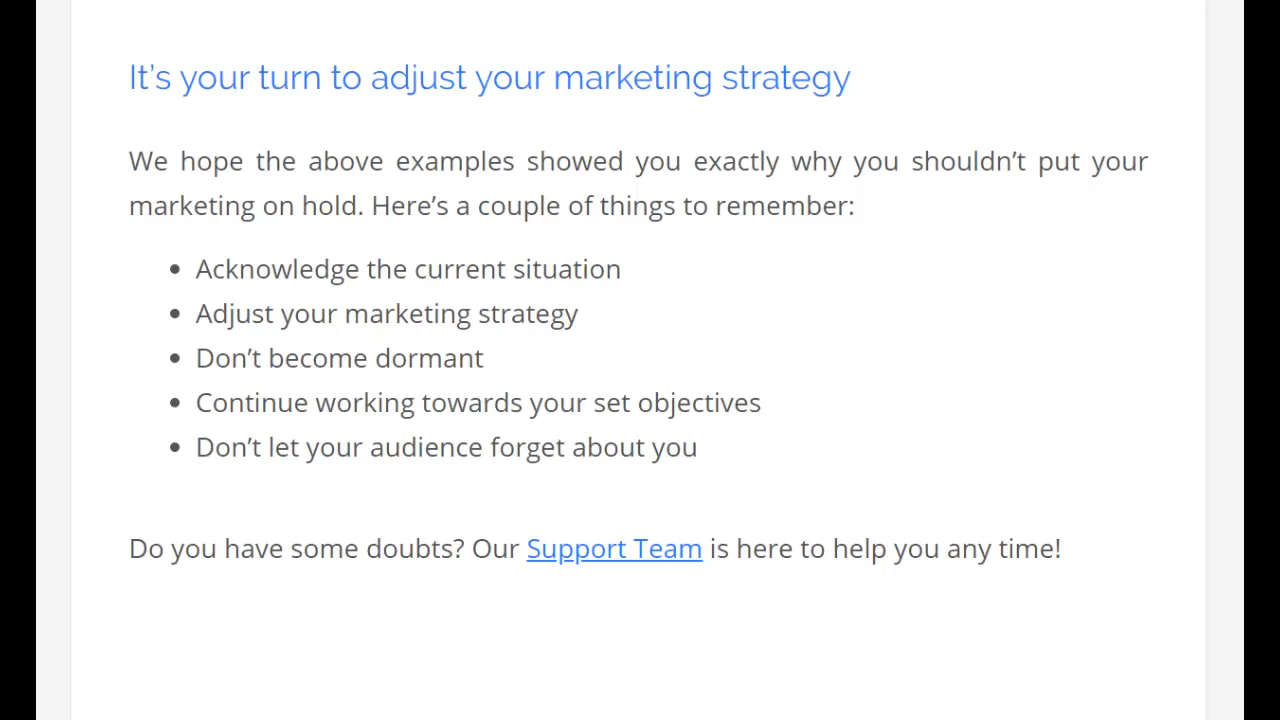 It’s your turn to adjust your marketing strategy
We hope the above examples showed you exactly why you shouldn’t put your
marketing on hold. Here’s a couple of things to remember:
• Acknowledge the current situation
• Adjust your marketing strategy
• Don’t become dormant
• Continue working towards your set objectives
• Don’t let your audience forget about you
Do you have some doubts? Our Support Team is here to help you any time!